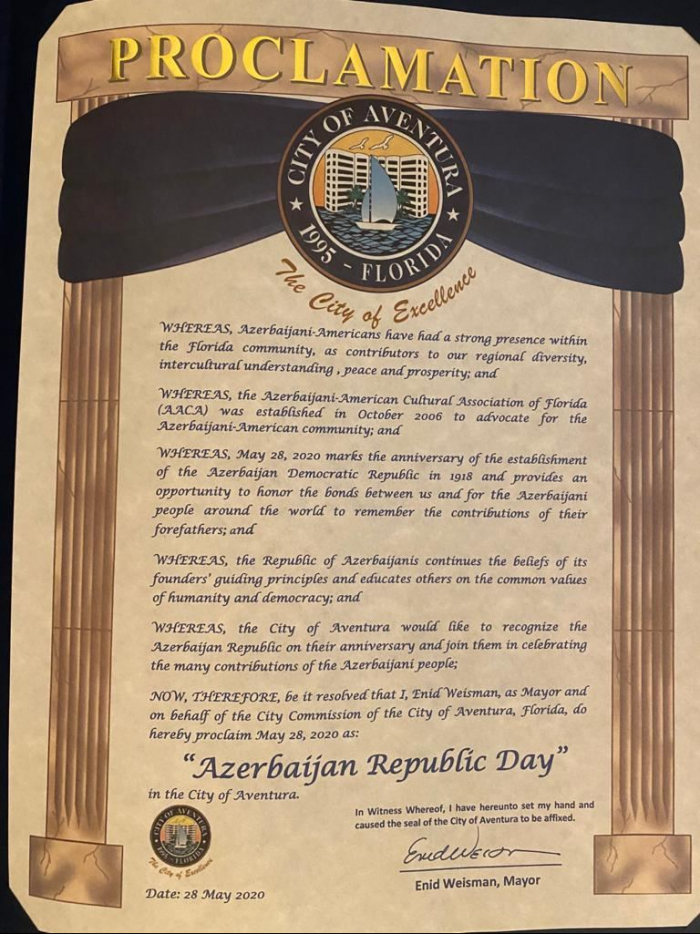 PROCLAMATION
CITY OF AVENTURA
1995 - FLORIDA
The City of Excellence
WHEREAS, Azerbaijani-Americans have had a strong presence within
the Florida community, as contributors to our regional diversity,
intercultural understanding , peace and prosperity; and
WHEREAS, the Azerbaijani-American Cultural Association of Florida
(AACA) was established in October 2006 to advocate for the
Azerbaijani-American community; and
WHEREAS, May 28, 2020 marks the anniversary of the establishment
of the Azerbaijan Democratic Republic in 1918 and provides an
opportunity to honor the bonds between us and for the Azerbaijani
people around the world to remember the contributions of their
forefathers; and
WHEREAS, the Republic of Azerbaijanis continues the beliefs of its
founders' guiding principles and educates others on the common values
of humanity and democracy; and
WHEREAS, the City of Aventura would like to recognize the
Azerbaijan Republic on their anniversary and join them in celebrating
the many contributions of the Azerbaijani people;
NOW, THEREFORE, be it resolved that I, Enid Weisman, as Mayor and
on behalf of the City Commission of the City of Aventura, Florida, do
hereby proclaim May 28, 2020 as:
"Azerbaijan Republic Day"
in the City of Aventura.
In Witness Whereof, I have hereunto set my hand and
caused the seal of the City of Aventura to be affixed.
CITY OF AVENTURA
1995 - FLORIDA
The City of Excellence
Enid Weisman, Mayor
Date: 28 May 2020